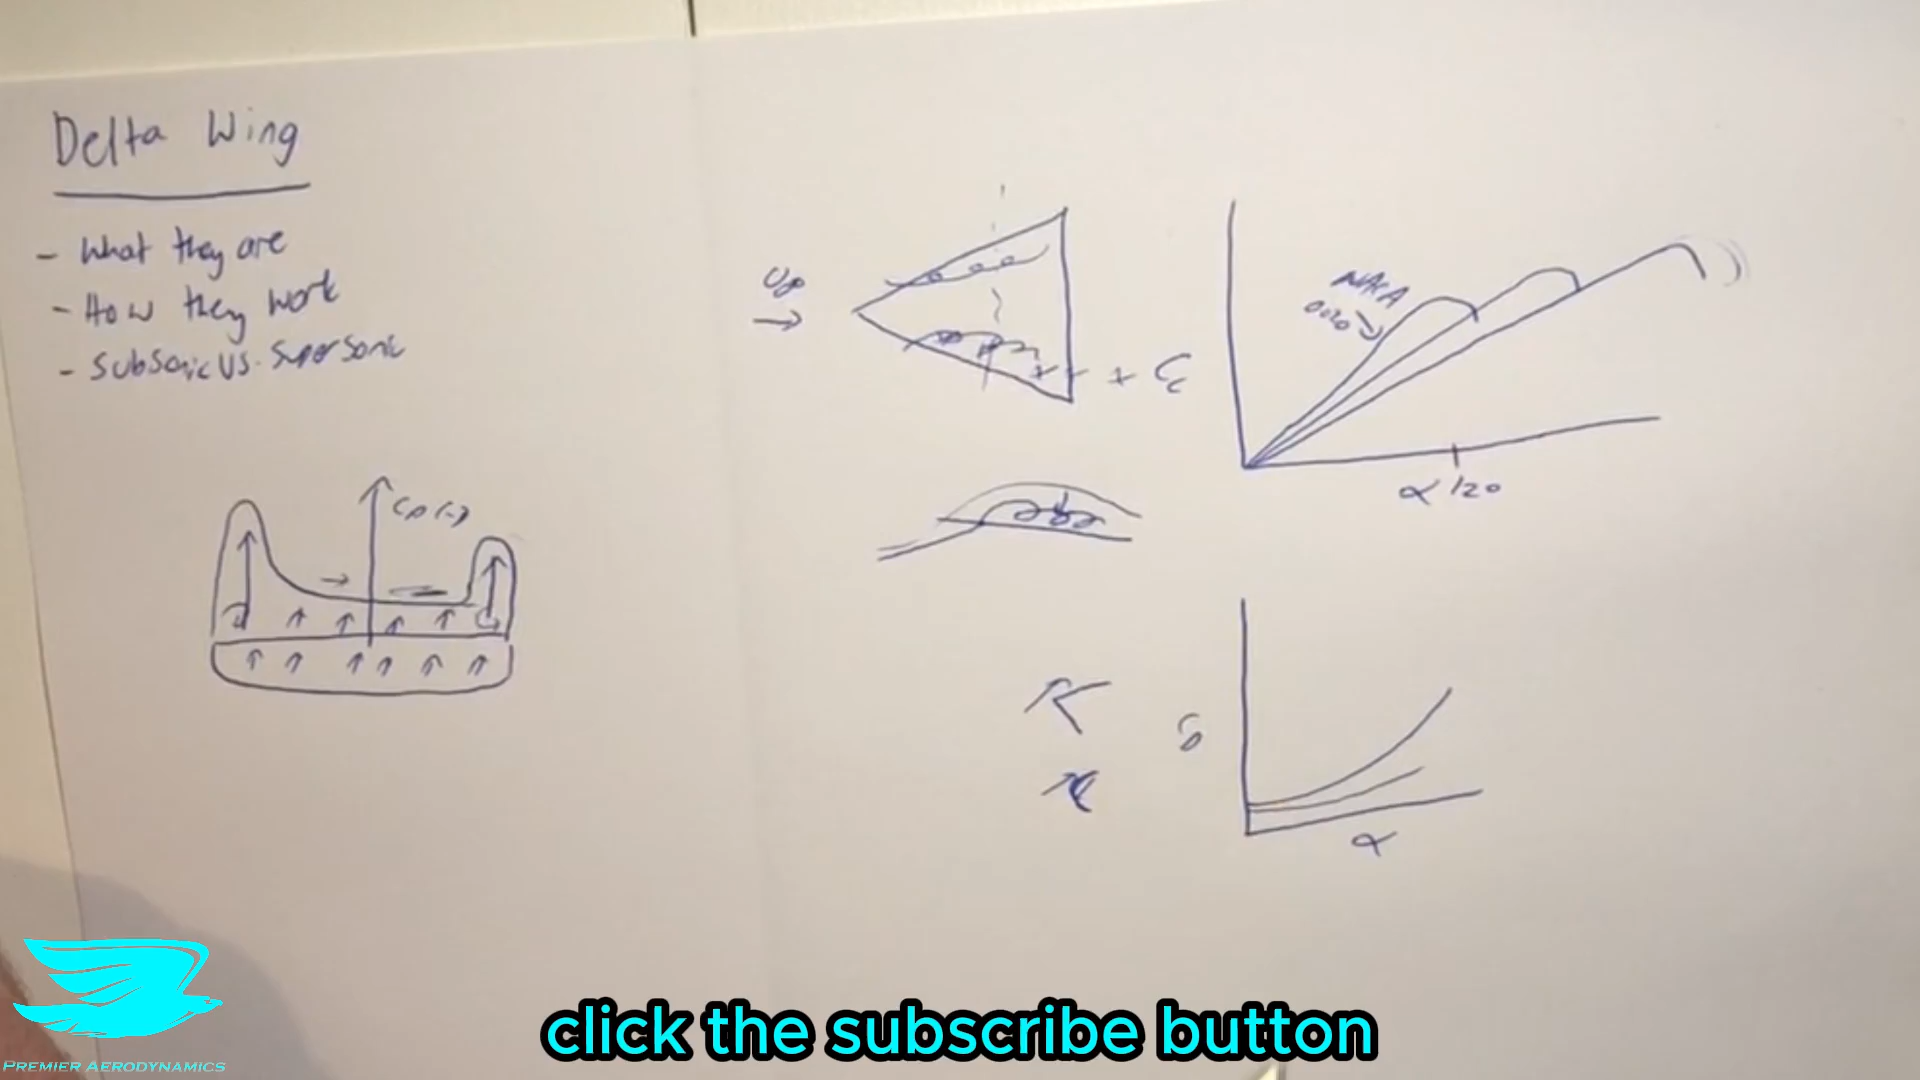 Delta Wing
- What they are
- How they work
- Subsonic vs. Supersonic
U∞
NACA
0020
CL
α 120
Cp (-)
CD
α
click the subscribe button
PREMIER AERODYNAMICS